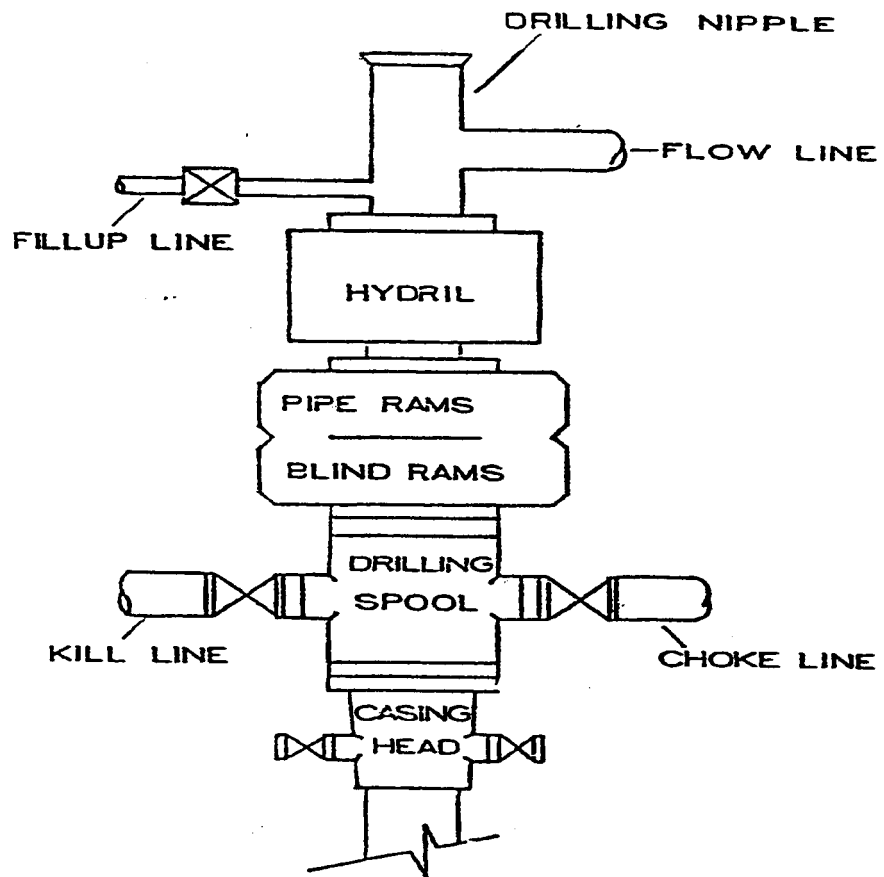 DRILLING NIPPLE
FLOW LINE
FILLUP LINE
HYDRIL
PIPE RAMS
BLIND RAMS
DRILLING
SPOOL
KILL LINE
CHOKE LINE
CASING
HEAD